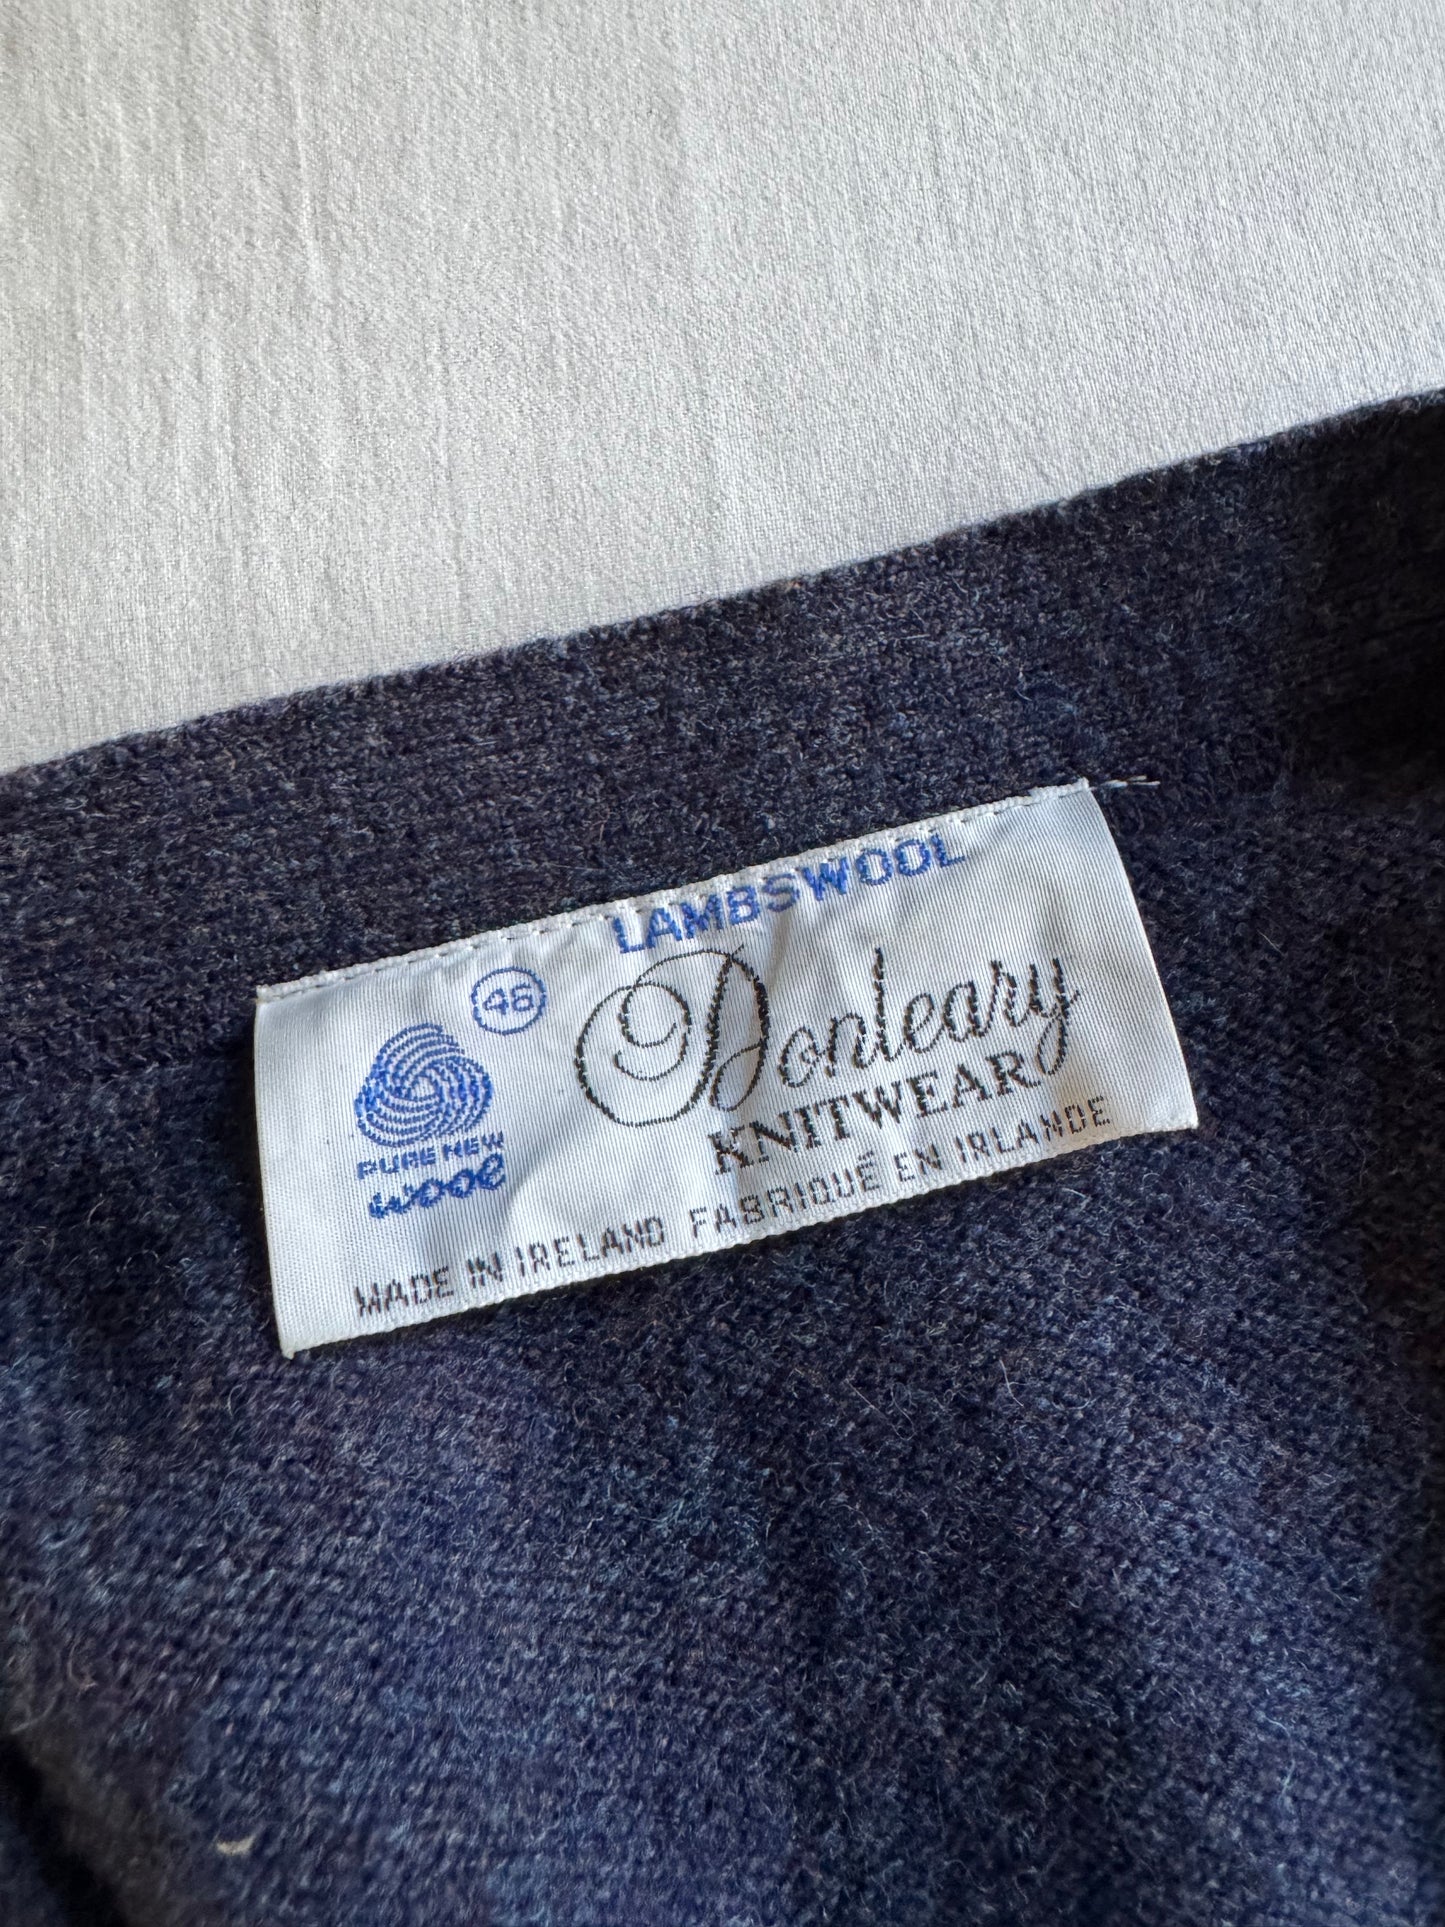 LAMBSWOOL
46
Donleary
KNITWEAR
PURE NEW
WOOL
MADE IN IRELAND FABRIQUÉ EN IRLANDE